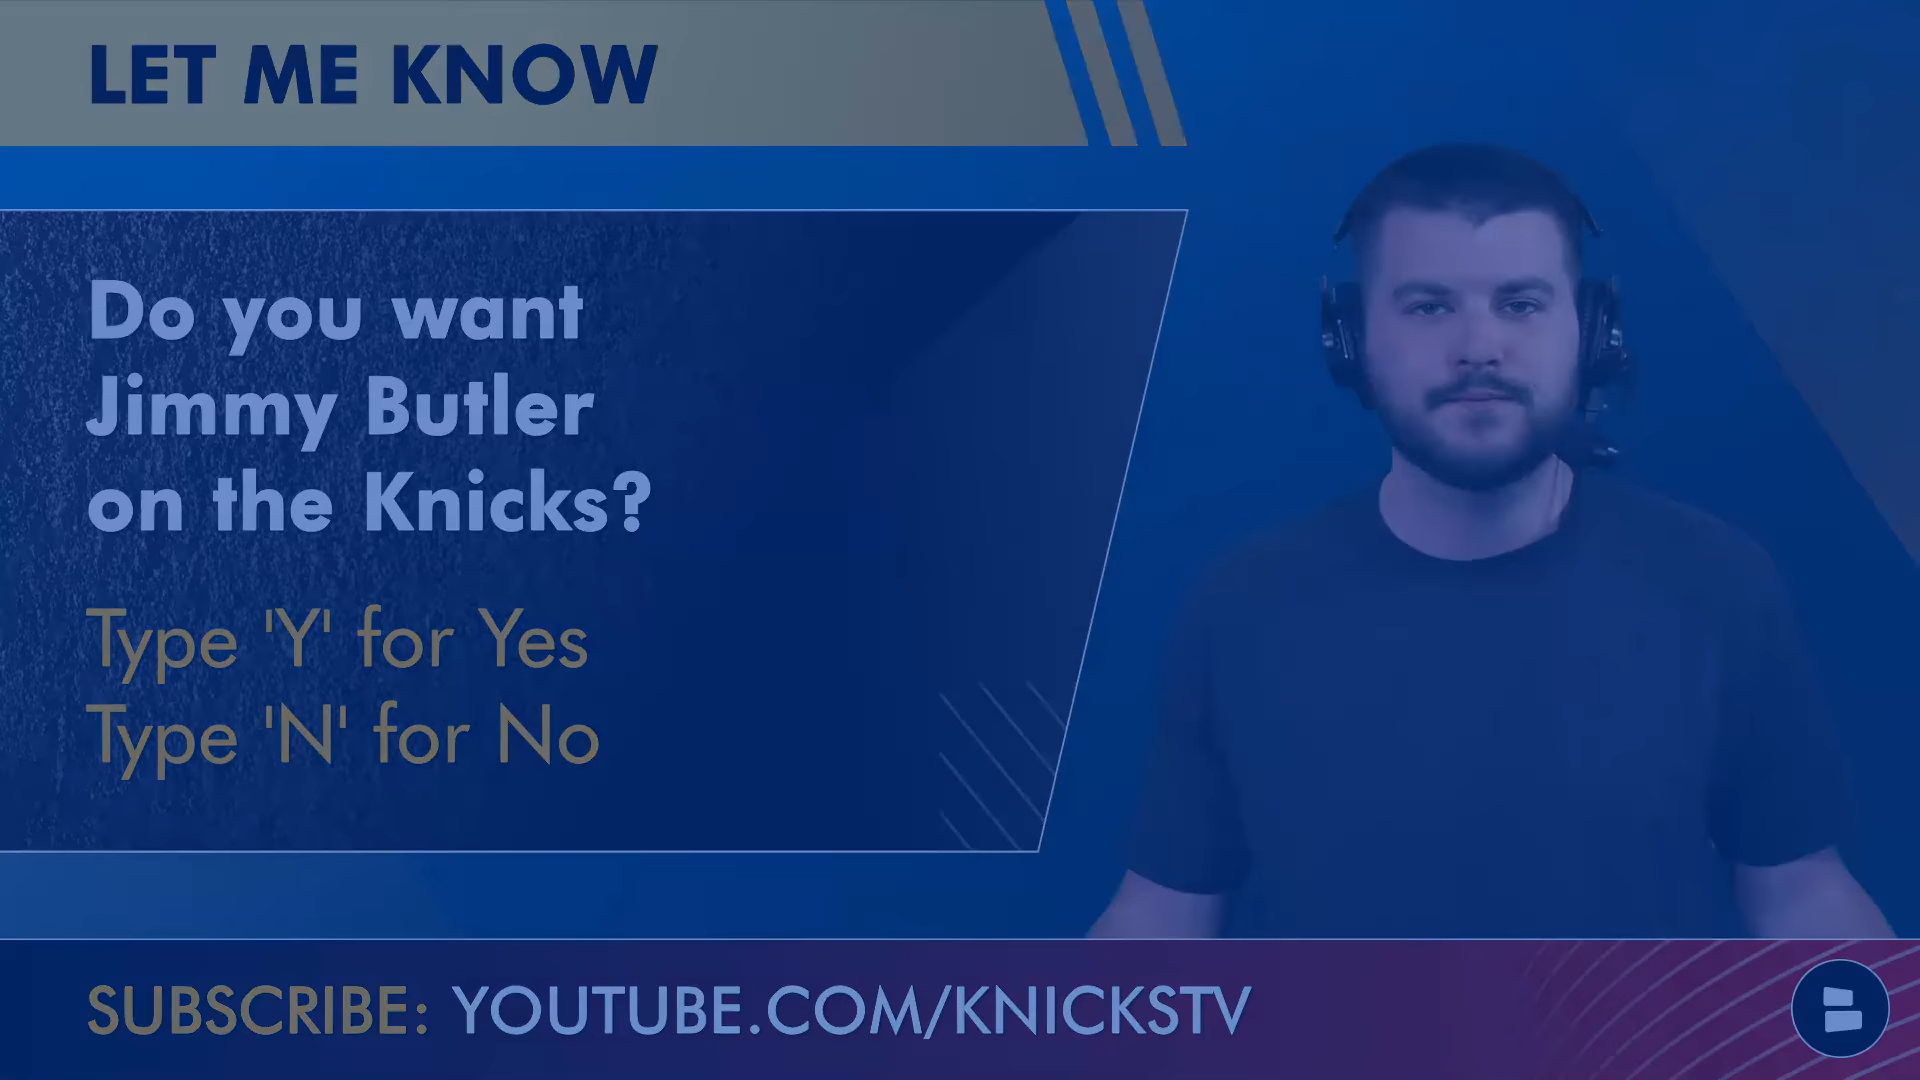 LET ME KNOW
Do you want
Jimmy Butler
on the Knicks?
Type 'Y' for Yes
Type 'N' for No
SUBSCRIBE: YOUTUBE.COM/KNICKSTV